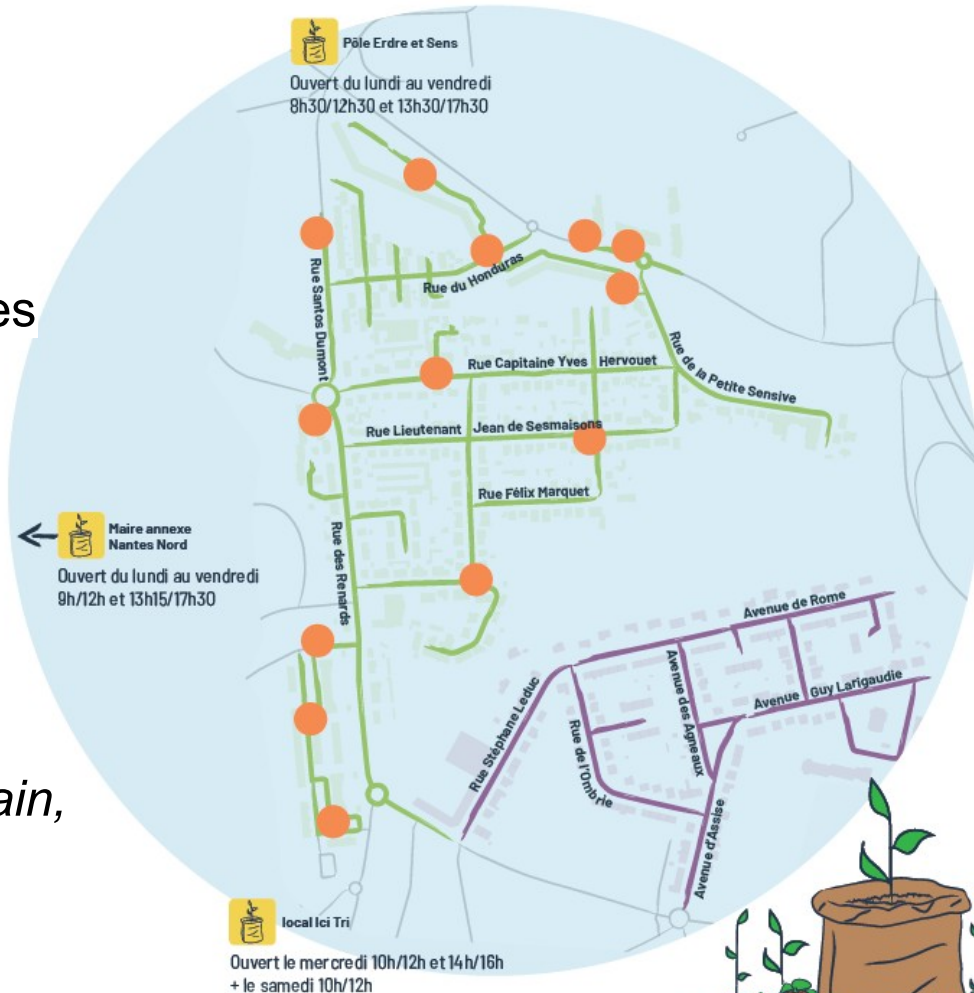 Pôle Erdre et Sens
Ouvert du lundi au vendredi
8h30/12h30 et 13h30/17h30
es
Rue Santos Dumont
Rue du Honduras
Rue Capitaine Yves Hervouet
Rue de la Petite Sensive
Rue Lieutenant Jean de Sesmaisons
Rue Félix Marquet
Maire annexe
Nantes Nord
Ouvert du lundi au vendredi
9h/12h et 13h15/17h30
Rue des Renards
Avenue de Rome
Avenue Guy Larigaudie
Avenue des Agneaux
Rue Stéphane Leduc
Rue de l'Ombrie
Avenue d'Assise
ain,
local Ici Tri
Ouvert le mercredi 10h/12h et 14h/16h
+ le samedi 10h/12h